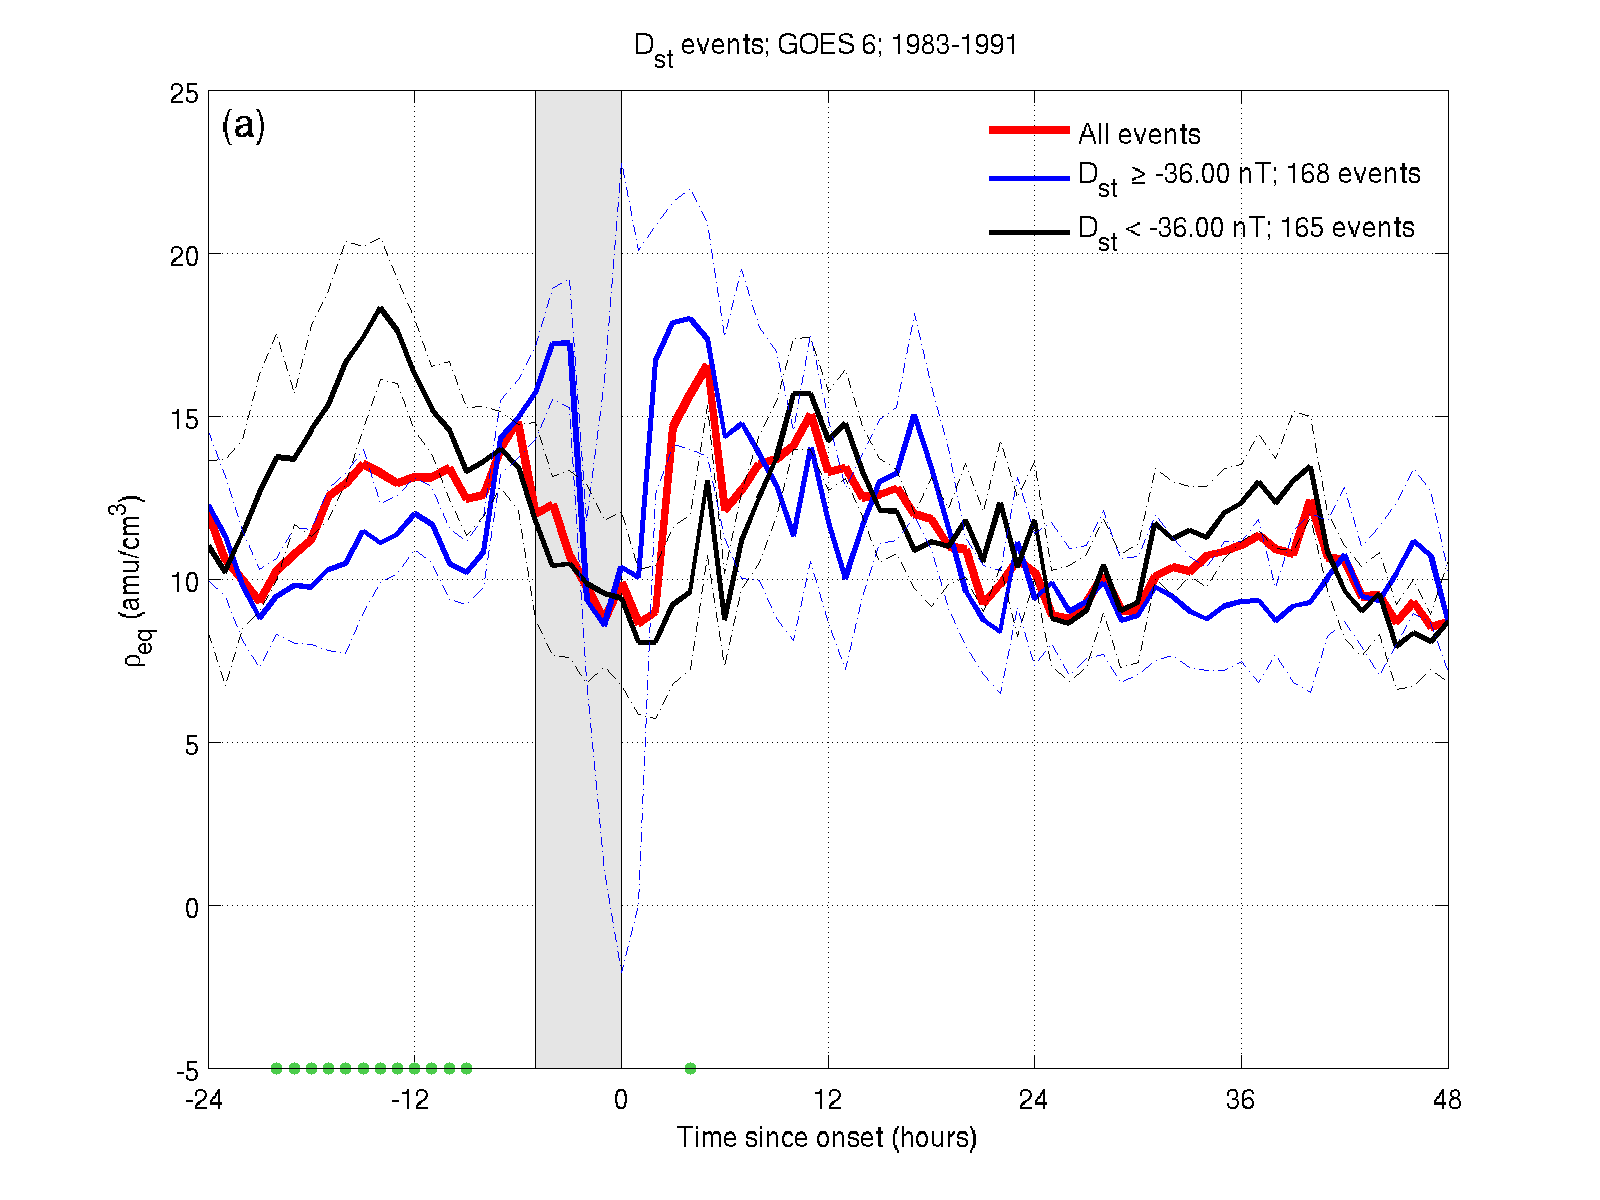 D_st events; GOES 6; 1983-1991
(a)
All events
D_st ≥ -36.00 nT; 168 events
D_st < -36.00 nT; 165 events
25
20
15
10
5
0
-5
ρ_eq (amu/cm^3)
-24 -12 0 12 24 36 48
Time since onset (hours)